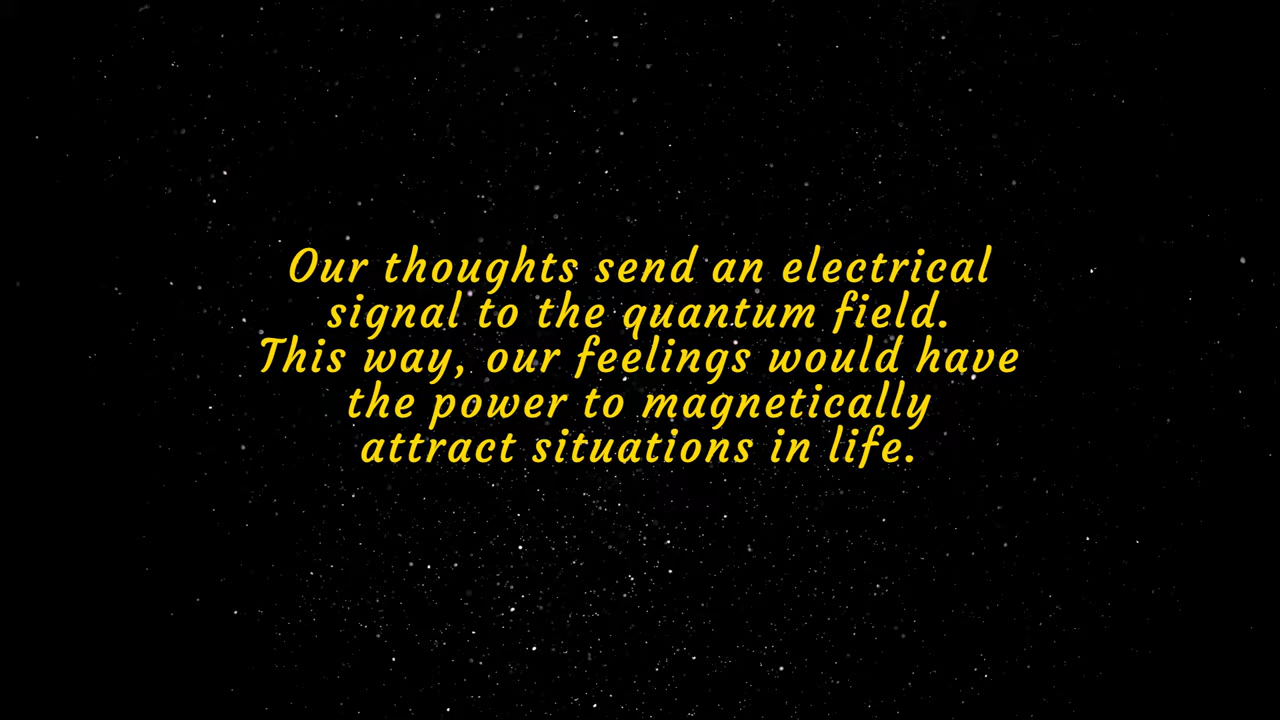 Our thoughts send an electrical
signal to the quantum field.
This way, our feelings would have
the power to magnetically
attract situations in life.